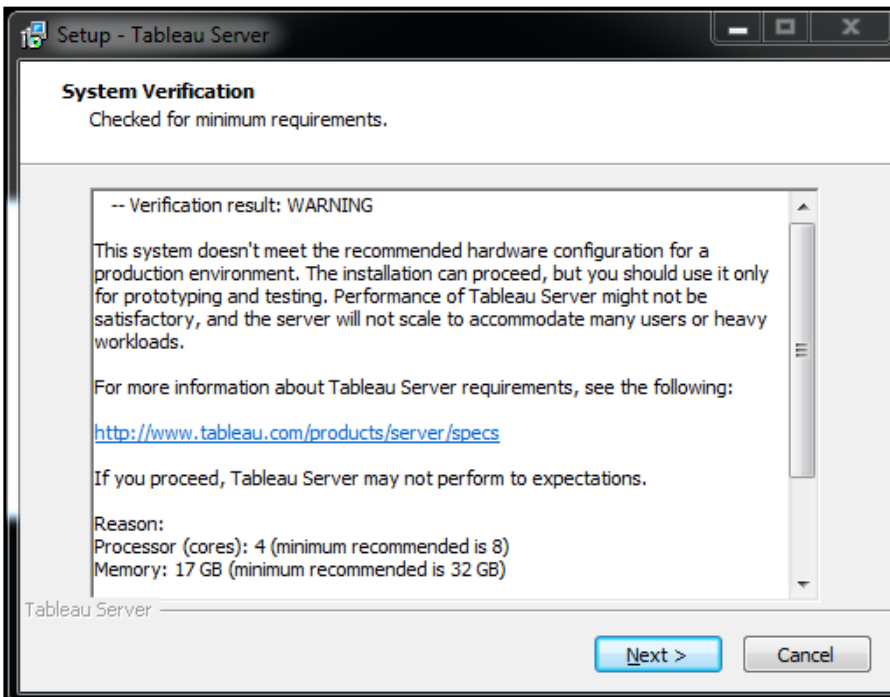 Setup - Tableau Server
System Verification
Checked for minimum requirements.
-- Verification result: WARNING
This system doesn't meet the recommended hardware configuration for a
production environment. The installation can proceed, but you should use it only
for prototyping and testing. Performance of Tableau Server might not be
satisfactory, and the server will not scale to accommodate many users or heavy
workloads.
For more information about Tableau Server requirements, see the following:
http://www.tableau.com/products/server/specs
If you proceed, Tableau Server may not perform to expectations.
Reason:
Processor (cores): 4 (minimum recommended is 8)
Memory: 17 GB (minimum recommended is 32 GB)
Tableau Server
Next >
Cancel